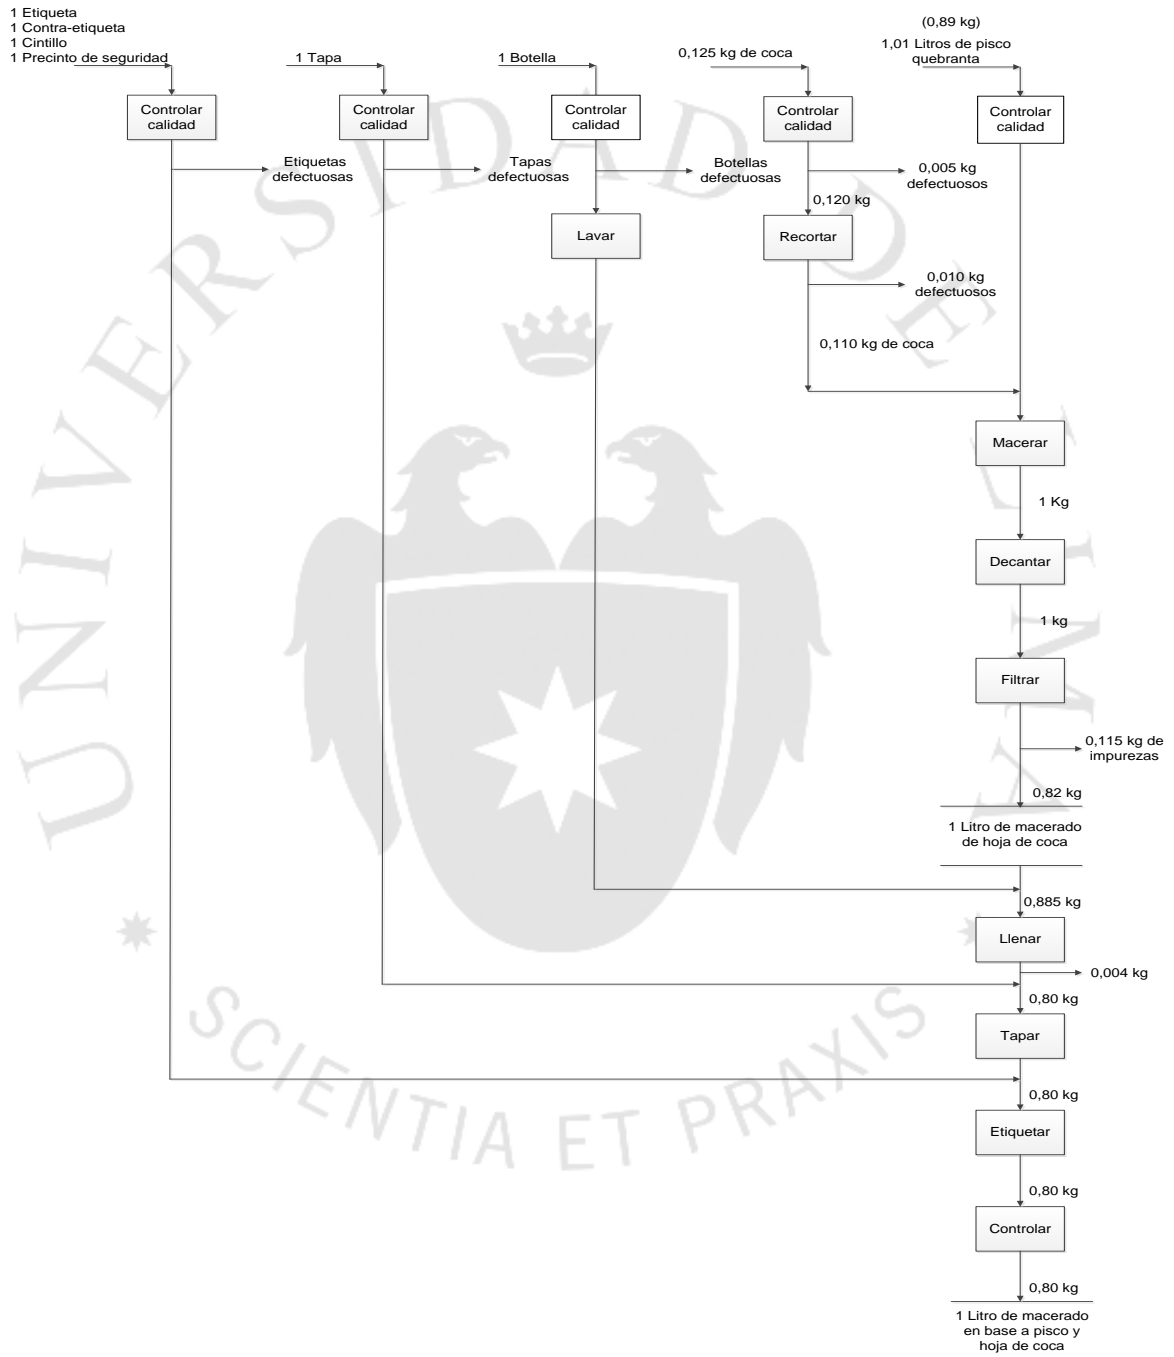 1 Etiqueta
1 Contra-etiqueta
1 Cintillo
1 Precinto de seguridad
1 Tapa
1 Botella
0,125 kg de coca
(0,89 kg)
1,01 Litros de pisco
quebranta
Controlar
calidad
Controlar
calidad
Controlar
calidad
Controlar
calidad
Controlar
calidad
Etiquetas
defectuosas
Tapas
defectuosas
Botellas
defectuosas
0,005 kg
defectuosos
0,120 kg
Lavar
Recortar
0,010 kg
defectuosos
0,110 kg de coca
Macerar
1 Kg
Decantar
1 kg
Filtrar
0,115 kg de
impurezas
0,82 kg
1 Litro de macerado
de hoja de coca
0,885 kg
Llenar
0,004 kg
0,80 kg
Tapar
0,80 kg
Etiquetar
0,80 kg
Controlar
0,80 kg
1 Litro de macerado
en base a pisco y
hoja de coca
UNIVERSIDAD DE LIMA
SCIENTIA ET PRAXIS